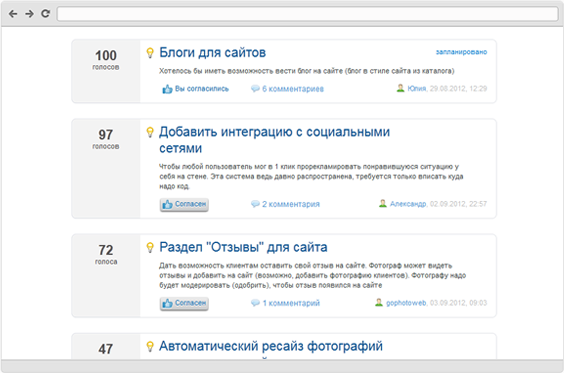 100
голосов
Блоги для сайтов
запланировано
Хотелось бы иметь возможность вести блог на сайте (блог в стиле сайта из каталога)
Вы согласились
6 комментариев
Юлия, 29.08.2012, 12:29
97
голосов
Добавить интеграцию с социальными
сетями
Чтобы любой пользователь мог в 1 клик прорекламировать понравившуюся ситуацию у
себя на стене. Эта система ведь давно распространена, требуется только вписать куда
надо код.
Согласен
2 комментария
Александр, 02.09.2012, 22:57
72
голоса
Раздел "Отзывы" для сайта
Дать возможность клиентам оставить свой отзыв на сайте. Фотограф может видеть
отзывы и добавить на сайт (возможно, добавить фотографию клиентов). Фотографу надо
будет модерировать (одобрить), чтобы отзыв появился на сайте
Согласен
1 комментарий
pophotoweb, 03.09.2012, 09:03
47
Автоматический ресайз фотографий